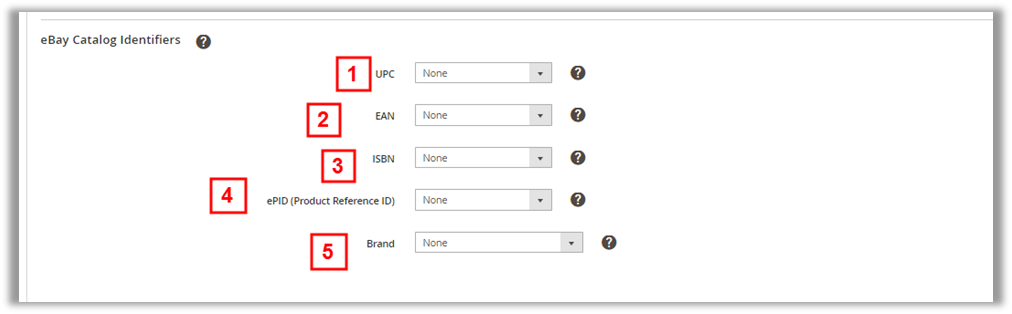 eBay Catalog Identifiers ?
1 UPC None ?
2 EAN None ?
3 ISBN None ?
4 ePID (Product Reference ID) None ?
5 Brand None ?